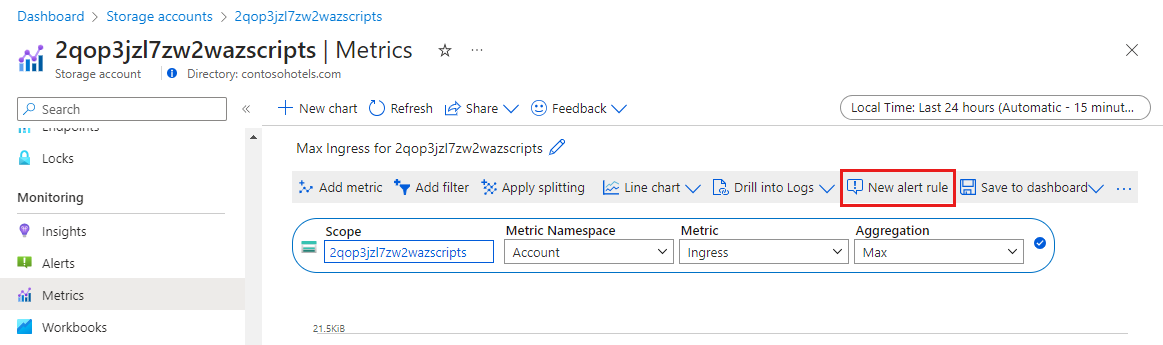 Dashboard > Storage accounts > 2qop3jzl7zw2wazscripts
2qop3jzl7zw2wazscripts | Metrics ...
Storage account | Directory: contosohotels.com
Search «
New chart Refresh Share Feedback Local Time: Last 24 hours (Automatic - 15 minut...
Endpoints
Locks
Monitoring
Insights
Alerts
Metrics
Workbooks
Max Ingress for 2qop3jzl7zw2wazscripts
Add metric Add filter Apply splitting Line chart Drill into Logs New alert rule Save to dashboard ...
Scope Metric Namespace Metric Aggregation
2qop3jzl7zw2wazscripts Account Ingress Max
21.5KiB